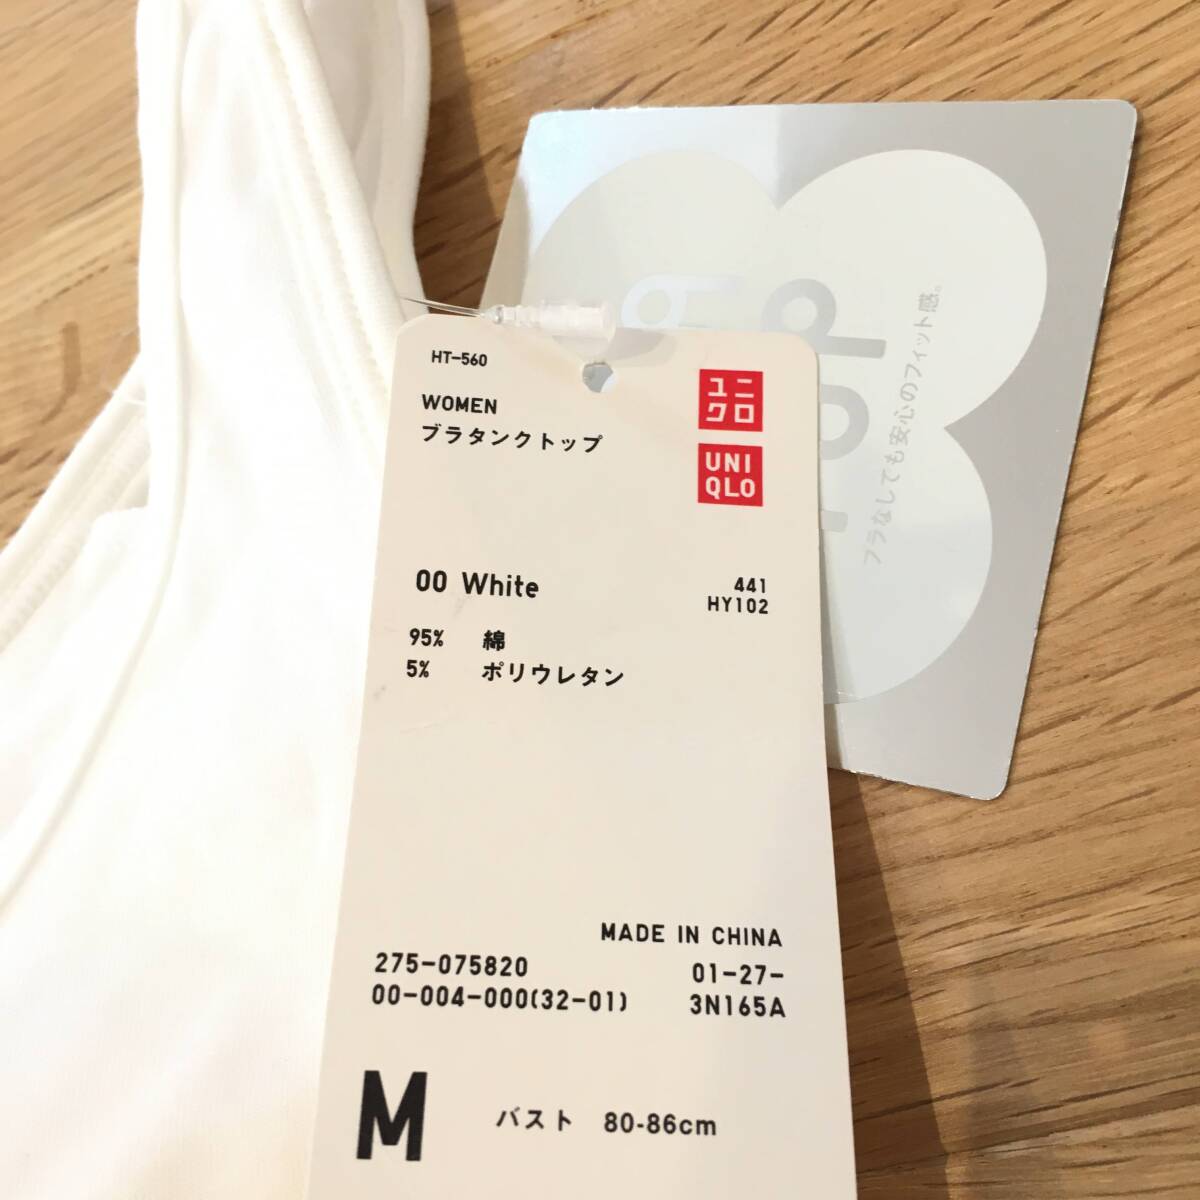 HT-560
WOMEN
ブラタンクトップ
ユニ
クロ
UNI
QLO
00 White
441
HY102
95% 綿
5% ポリウレタン
MADE IN CHINA
275-075820 01-27-
00-004-000(32-01) 3N165A
M バスト 80-86cm
Top
ブラなしでも安心のフィット感。